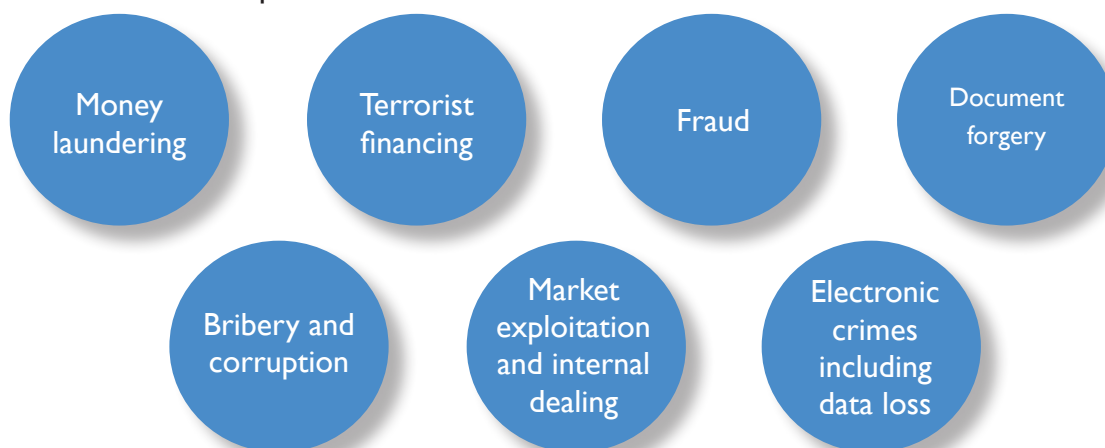 Money
laundering
Terrorist
financing
Fraud
Document
forgery
Bribery and
corruption
Market
exploitation
and internal
dealing
Electronic
crimes
including
data loss